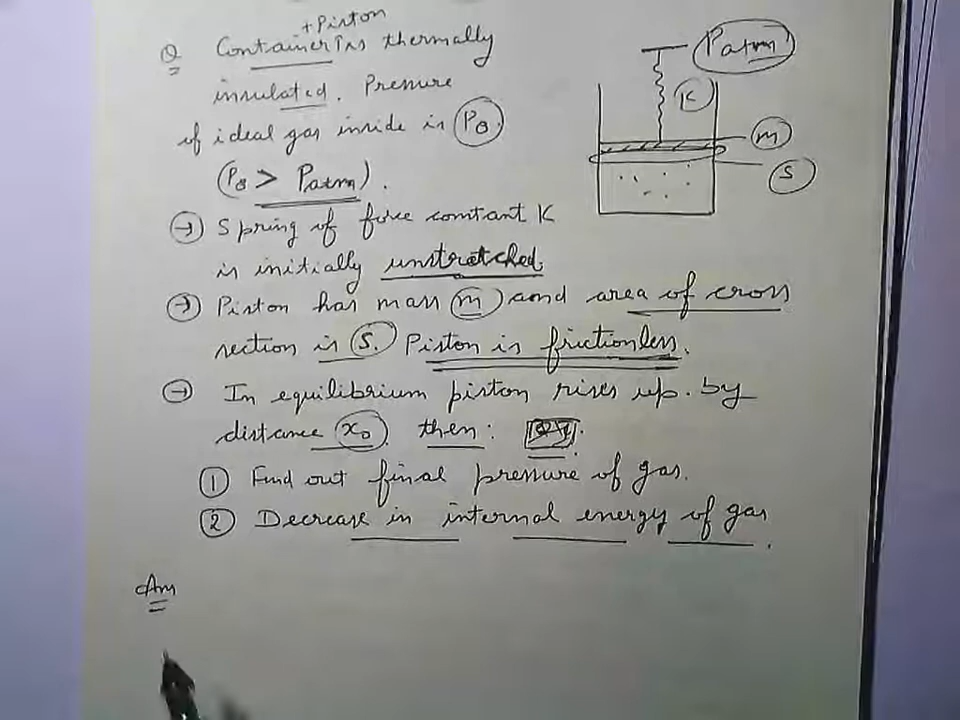 + Piston
Q Container is thermally
insulated. Pressure
of ideal gas inside is P0.
(P0 > Patm).
→ Spring of force constant K
is initially unstretched.
→ Piston has mass m and area of cross
section is S. Piston is frictionless.
→ In equilibrium piston rises up. by
distance x0 then:
① Find out final pressure of gas.
② Decrease in internal energy of gas.
Ans
Patm
K
m
S